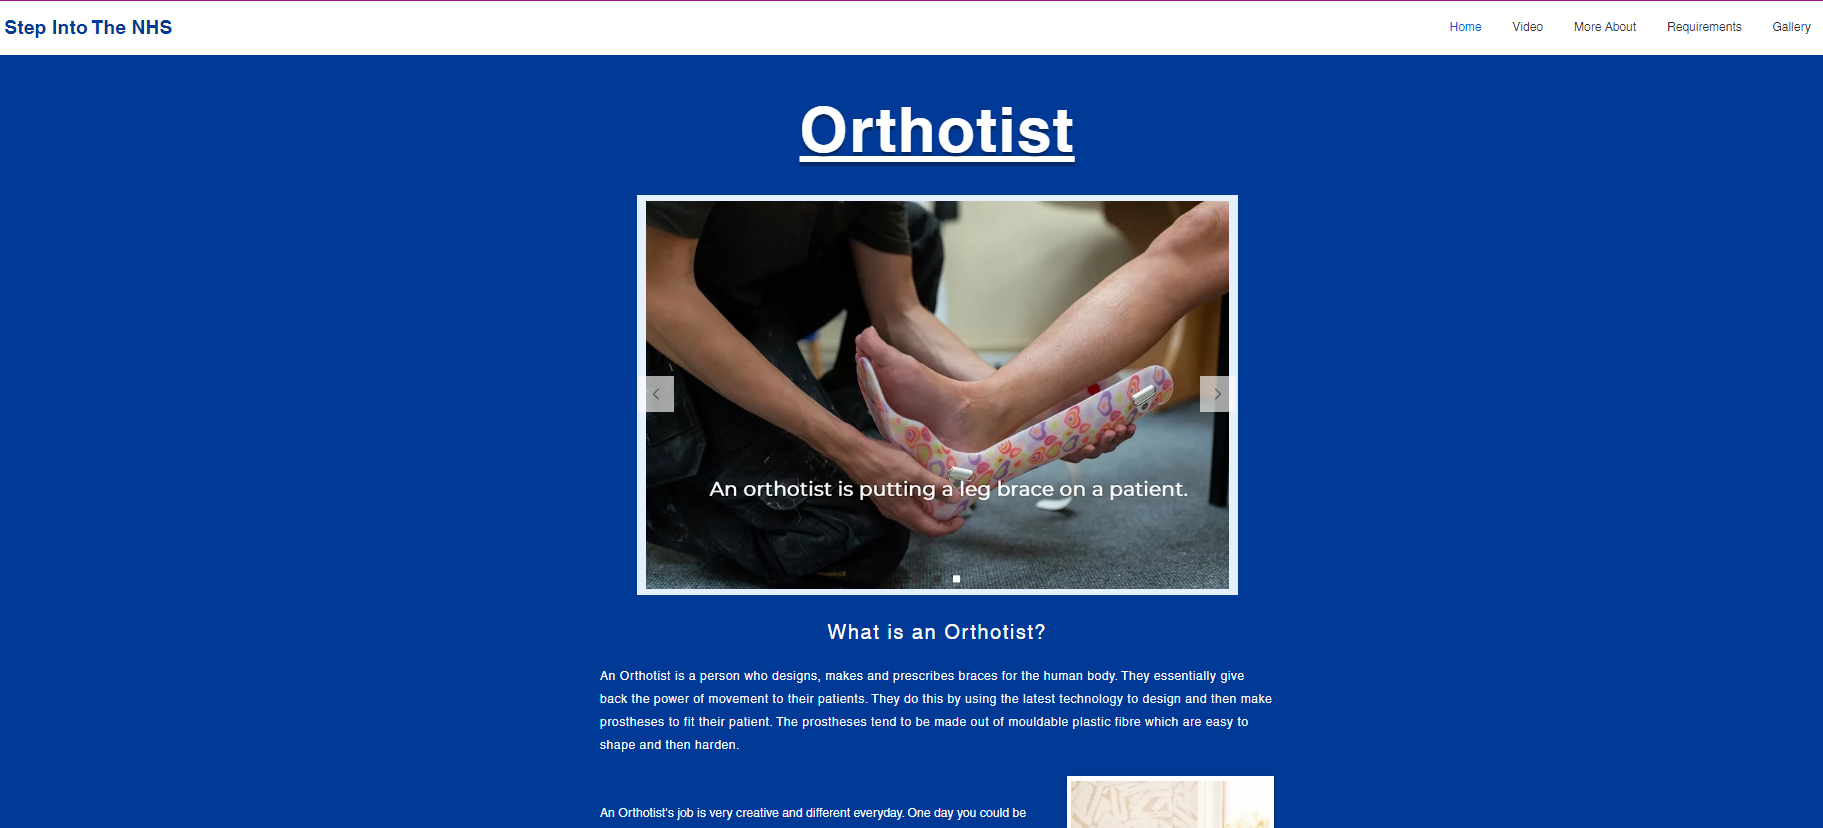 Step Into The NHS
Home Video More About Requirements Gallery
Orthotist
An orthotist is putting a leg brace on a patient.
What is an Orthotist?
An Orthotist is a person who designs, makes and prescribes braces for the human body. They essentially give
back the power of movement to their patients. They do this by using the latest technology to design and then make
prostheses to fit their patient. The prostheses tend to be made out of mouldable plastic fibre which are easy to
shape and then harden.
An Orthotist's job is very creative and different everyday. One day you could be